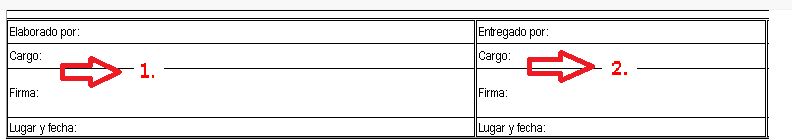 Elaborado por:
Entregado por:
Cargo:
1.
Cargo:
2.
Firma:
Firma:
Lugar y fecha:
Lugar y fecha: